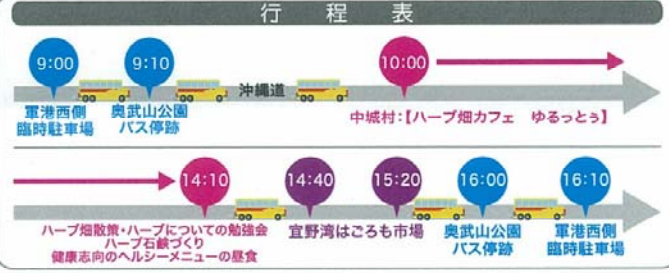 行程表
9:00
9:10
10:00
沖縄道
軍港西側
臨時駐車場
奥武山公園
バス停跡
中城村:【ハーブ畑カフェ ゆるっとぅ】
14:10
14:40
15:20
16:00
16:10
ハーブ畑散策・ハーブについての勉強会
ハーブ石鹸づくり
健康志向のヘルシーメニューの昼食
宜野湾はごろも市場
奥武山公園
バス停跡
軍港西側
臨時駐車場